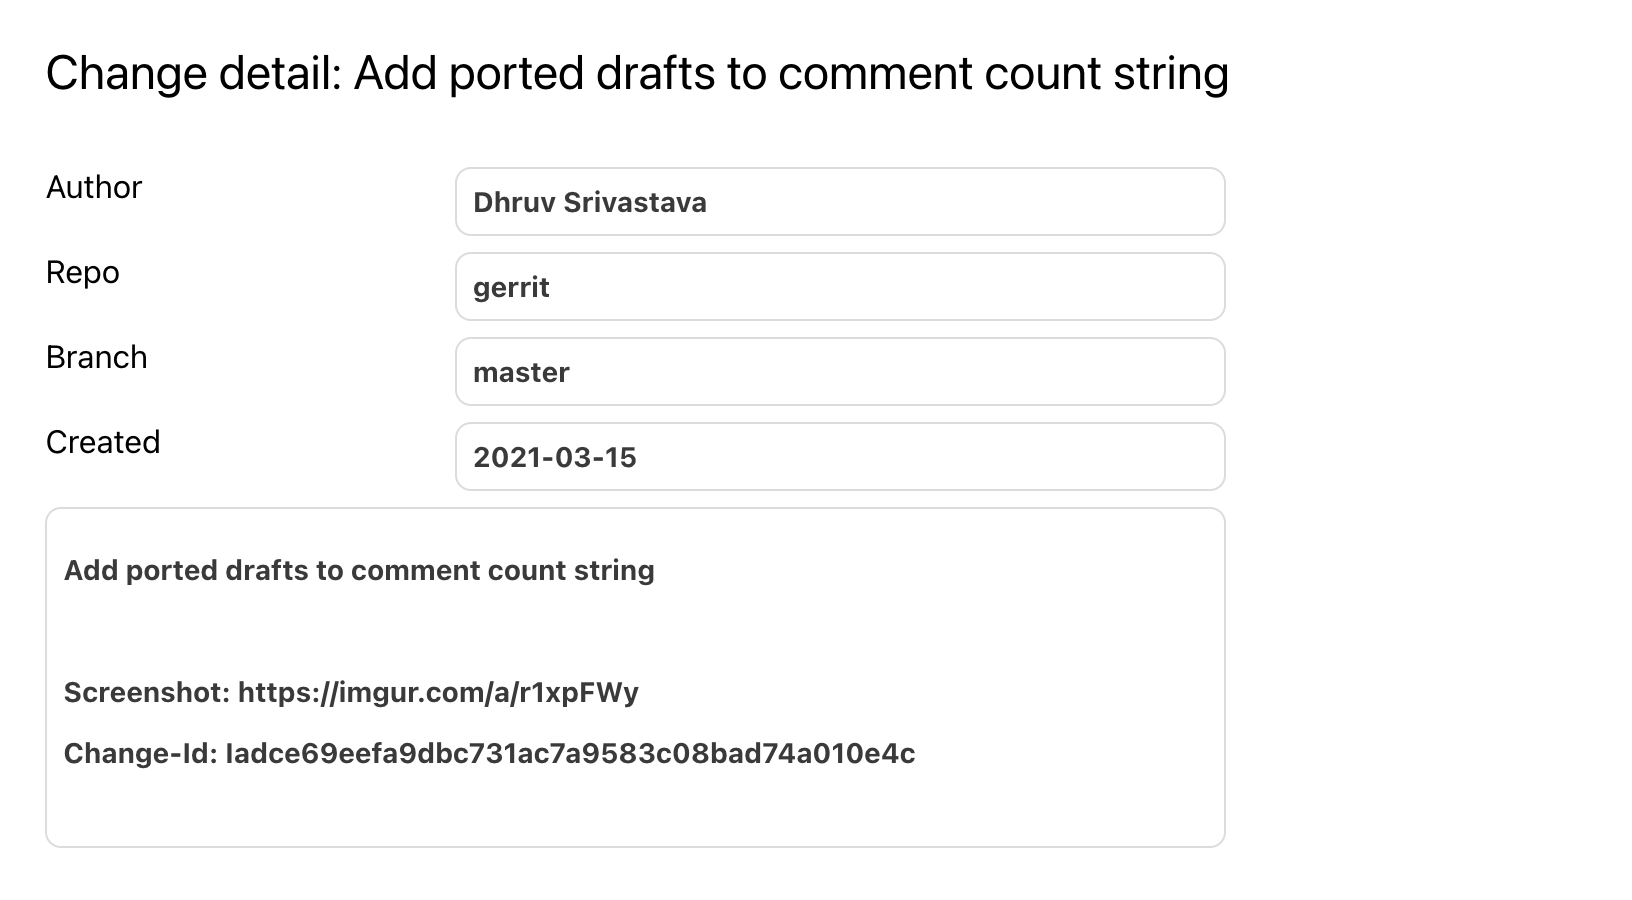 Change detail: Add ported drafts to comment count string
Author
Dhruv Srivastava
Repo
gerrit
Branch
master
Created
2021-03-15
Add ported drafts to comment count string
Screenshot: https://imgur.com/a/r1xpFWy
Change-Id: Iadce69eefa9dbc731ac7a9583c08bad74a010e4c